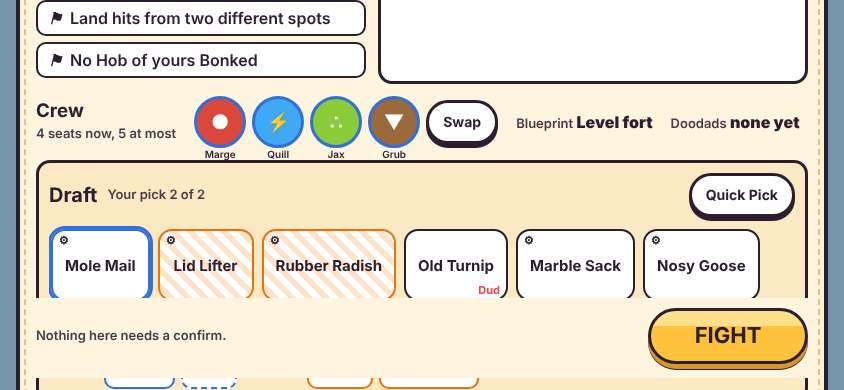 Land hits from two different spots
No Hob of yours Bonked
Crew
4 seats now, 5 at most
Marge
Quill
Jax
Grub
Swap
Blueprint Level fort
Doodads none yet
Draft
Your pick 2 of 2
Quick Pick
Mole Mail
Lid Lifter
Rubber Radish
Old Turnip
Dud
Marble Sack
Nosy Goose
Nothing here needs a confirm.
FIGHT